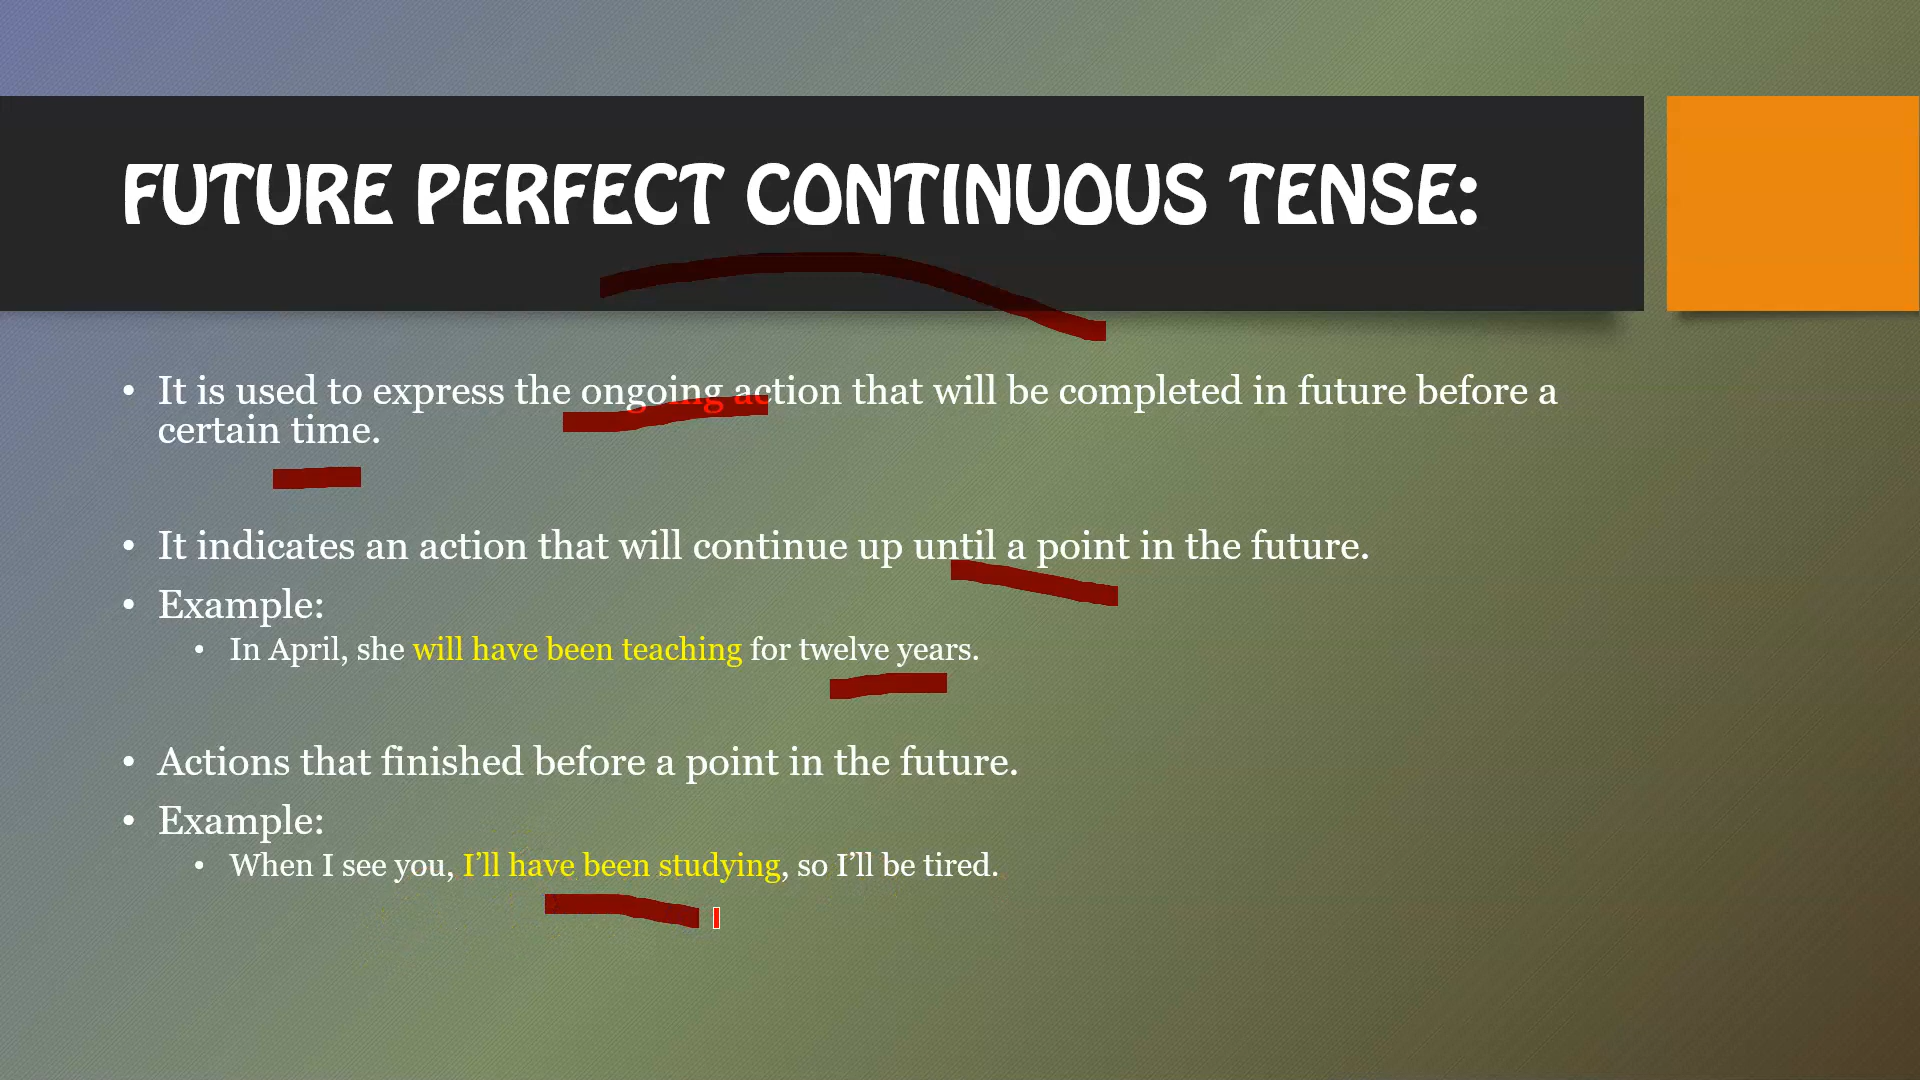 FUTURE PERFECT CONTINUOUS TENSE:
• It is used to express the ongoing action that will be completed in future before a
certain time.
• It indicates an action that will continue up until a point in the future.
• Example:
• In April, she will have been teaching for twelve years.
• Actions that finished before a point in the future.
• Example:
• When I see you, I’ll have been studying, so I’ll be tired.